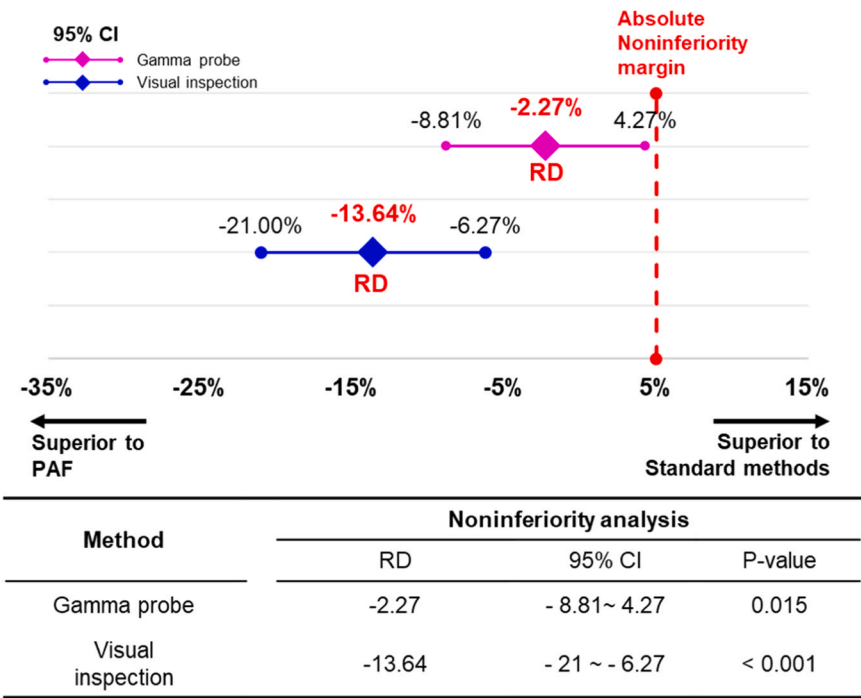 95% CI
Gamma probe
Visual inspection
Absolute
Noninferiority
margin
-8.81%
-2.27%
4.27%
RD
-21.00%
-13.64%
-6.27%
RD
-35%
-25%
-15%
-5%
5%
15%
Superior to
PAF
Superior to
Standard methods
Method
Noninferiority analysis
RD 95% CI P-value
Gamma probe -2.27 - 8.81~ 4.27 0.015
Visual
inspection -13.64 - 21 ~ - 6.27 < 0.001